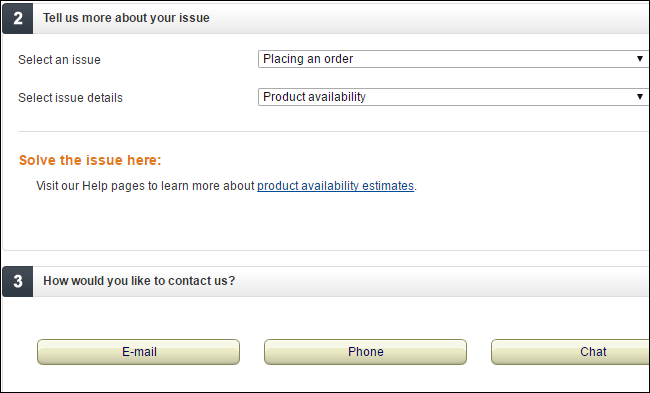 2 Tell us more about your issue
Select an issue Placing an order
Select issue details Product availability
Solve the issue here:
Visit our Help pages to learn more about product availability estimates.
3 How would you like to contact us?
E-mail Phone Chat